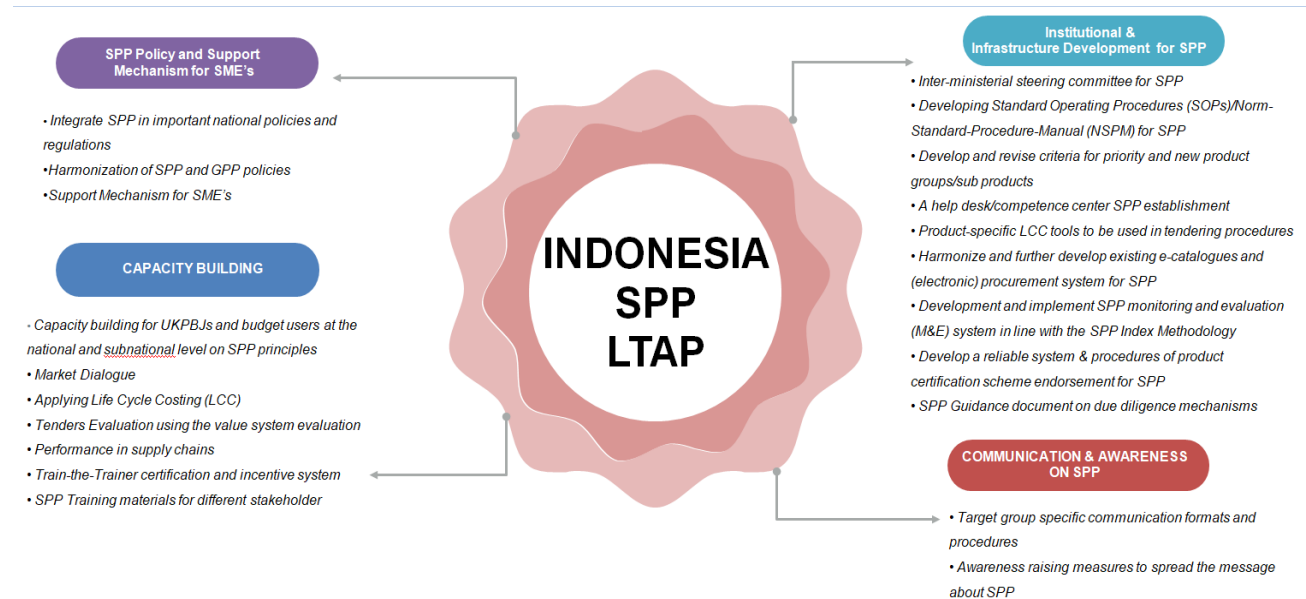 SPP Policy and Support
Mechanism for SME's
• Integrate SPP in important national policies and
regulations
•Harmonization of SPP and GPP policies
•Support Mechanism for SME's
CAPACITY BUILDING
• Capacity building for UKPBJs and budget users at the
national and subnational level on SPP principles
• Market Dialogue
• Applying Life Cycle Costing (LCC)
• Tenders Evaluation using the value system evaluation
• Performance in supply chains
• Train-the-Trainer certification and incentive system
• SPP Training materials for different stakeholder
INDONESIA
SPP
LTAP
Institutional &
Infrastructure Development for SPP
• Inter-ministerial steering committee for SPP
• Developing Standard Operating Procedures (SOPs)/Norm-
Standard-Procedure-Manual (NSPM) for SPP
• Develop and revise criteria for priority and new product
groups/sub products
• A help desk/competence center SPP establishment
• Product-specific LCC tools to be used in tendering procedures
• Harmonize and further develop existing e-catalogues and
(electronic) procurement system for SPP
• Development and implement SPP monitoring and evaluation
(M&E) system in line with the SPP Index Methodology
• Develop a reliable system & procedures of product
certification scheme endorsement for SPP
• SPP Guidance document on due diligence mechanisms
COMMUNICATION & AWARENESS
ON SPP
• Target group specific communication formats and
procedures
• Awareness raising measures to spread the message
about SPP